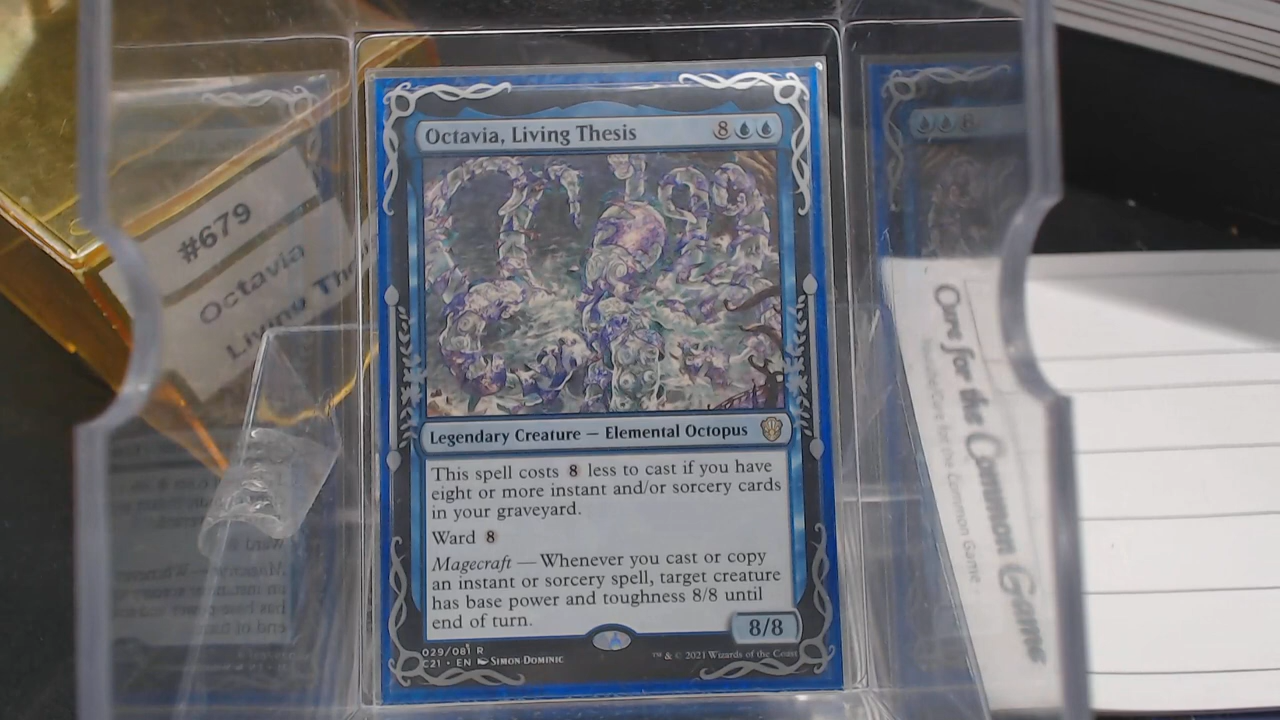 Octavia, Living Thesis 8
Legendary Creature — Elemental Octopus
This spell costs 8 less to cast if you have
eight or more instant and/or sorcery cards
in your graveyard.
Ward 8
Magecraft — Whenever you cast or copy
an instant or sorcery spell, target creature
has base power and toughness 8/8 until
end of turn.
8/8
029/081 R
C21 • EN Simon Dominic
™ & © 2021 Wizards of the Coast
#679
Octavia
Living
Care for the Common Game